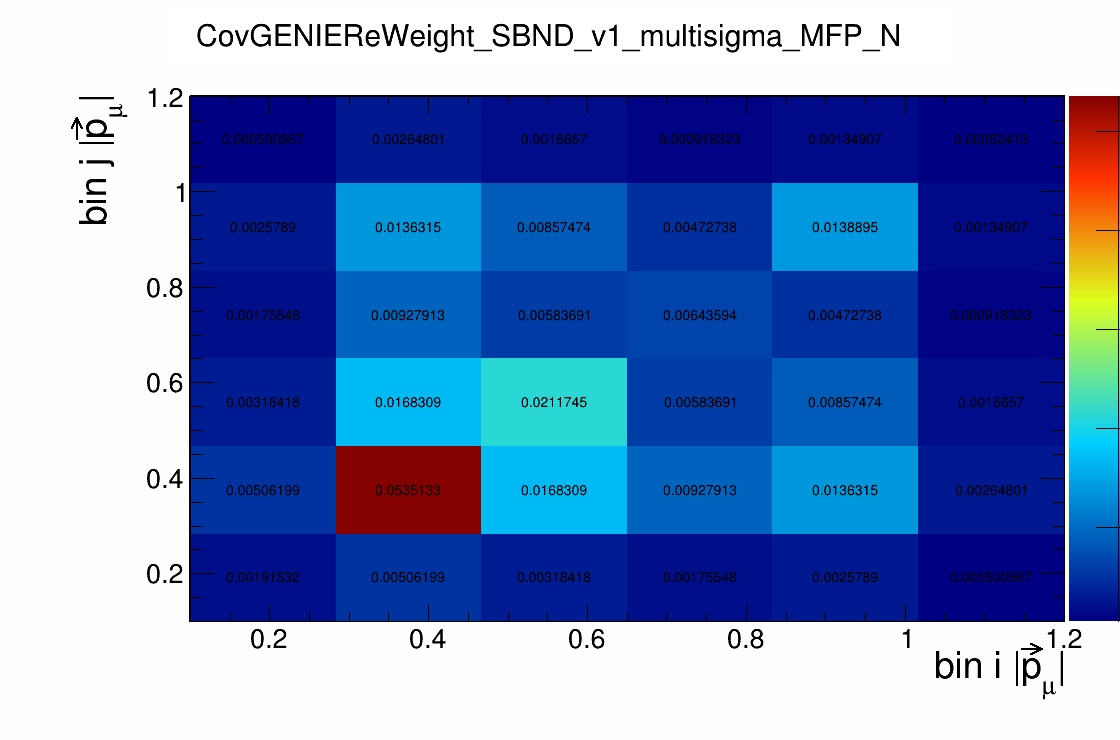 CovGENIEReWeight_SBND_v1_multisigma_MFP_N
bin j |p⃗_μ|
1.2
1
0.8
0.6
0.4
0.2
0.000500967 0.00264801 0.0016657 0.000918323 0.00134907 0.00052413
0.0025789 0.0136315 0.00857474 0.00472738 0.0138895 0.00134907
0.00175548 0.00927913 0.00583691 0.00643594 0.00472738 0.000918323
0.00318418 0.0168309 0.0211745 0.00583691 0.00857474 0.0016657
0.00506199 0.0535133 0.0168309 0.00927913 0.0136315 0.00264801
0.00191532 0.00506199 0.00318418 0.00175548 0.0025789 0.000500967
0.2 0.4 0.6 0.8 1 1.2
bin i |p⃗_μ|